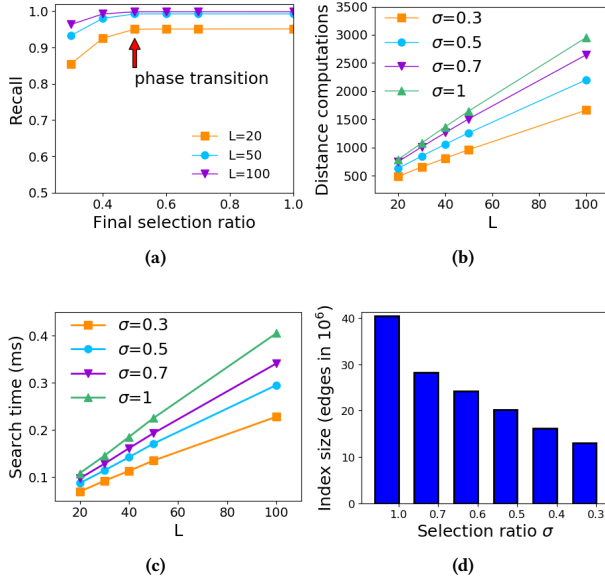 1.0
0.9
0.8
0.7
0.6
0.5
Recall
phase transition
L=20
L=50
L=100
0.4 0.6 0.8 1.0
Final selection ratio
(a)
3500
3000
2500
2000
1500
1000
500
Distance computations
σ=0.3
σ=0.5
σ=0.7
σ=1
20 40 60 80 100
L
(b)
0.4
0.3
0.2
0.1
Search time (ms)
σ=0.3
σ=0.5
σ=0.7
σ=1
20 40 60 80 100
L
(c)
40
30
20
10
0
Index size (edges in 10⁶)
1.0 0.7 0.6 0.5 0.4 0.3
Selection ratio σ
(d)